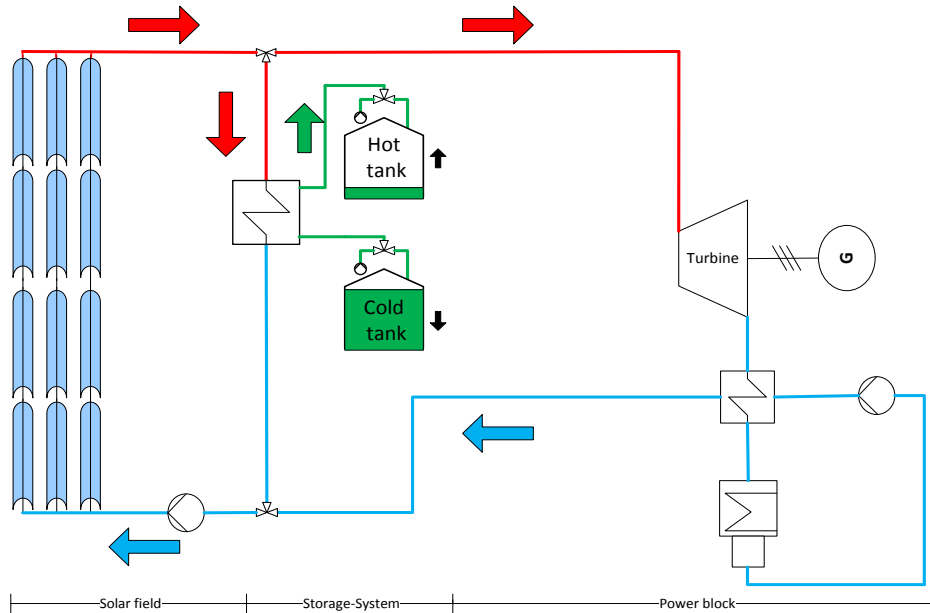 Hot
tank
Turbine
G
Cold
tank
Solar field
Storage-System
Power block